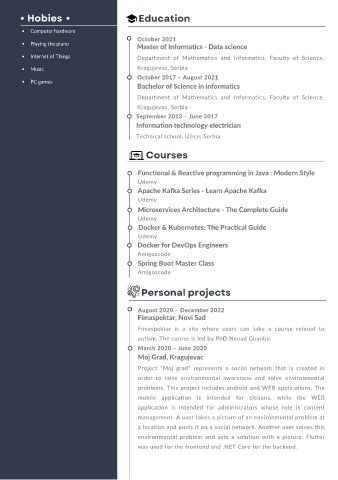 • Hobies •
• Computer hardware
• Playing the piano
• Internet of Things
• Music
• PC games
Education
October 2021
Master of Informatics - Data science
Department of Mathematics and Informatics, Faculty of Science,
Kragujevac, Serbia
October 2017 – August 2021
Bachelor of Science in informatics
Department of Mathematics and Informatics, Faculty of Science,
Kragujevac, Serbia
September 2013 – June 2017
Information technology electrician
Technical school, Užice, Serbia
Courses
Functional & Reactive programming in Java : Modern Style
Udemy
Apache Kafka Series - Learn Apache Kafka
Udemy
Microservices Architecture - The Complete Guide
Udemy
Docker & Kubernetes: The Practical Guide
Udemy
Docker for DevOps Engineers
Amigoscode
Spring Boot Master Class
Amigoscode
Personal projects
August 2020 – December 2022
Fimaspektar, Novi Sad
Fimaspektar is a site where users can take a course related to
autism. The course is led by PhD Nenad Glumbić
March 2020 – June 2020
Moj Grad, Kragujevac
Project "Moj grad" represents a social network that is created in
order to raise environmental awareness and solve environmental
problems. This project includes android and WEB applications. The
mobile application is intended for citizens, while the WEB
application is intended for administrators whose role is content
management. A user takes a picture of an environmental problem at
a location and posts it on a social network. Another user solves this
environmental problem and sets a solution with a picture. Flutter
was used for the frontend and .NET Core for the backend.